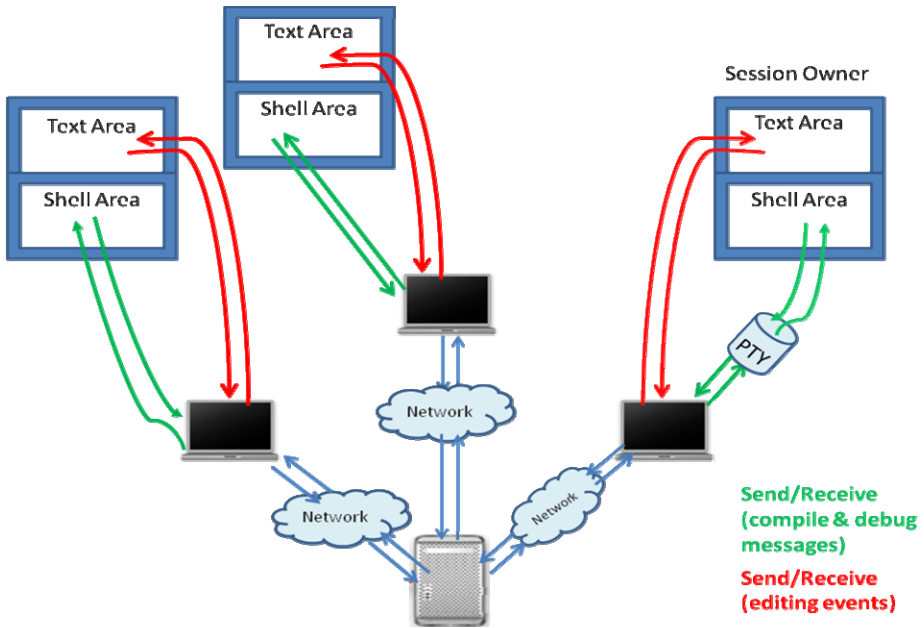 Text Area
Shell Area
Text Area
Shell Area
Session Owner
Text Area
Shell Area
PTY
Network
Network
Network
Send/Receive
(compile & debug
messages)
Send/Receive
(editing events)